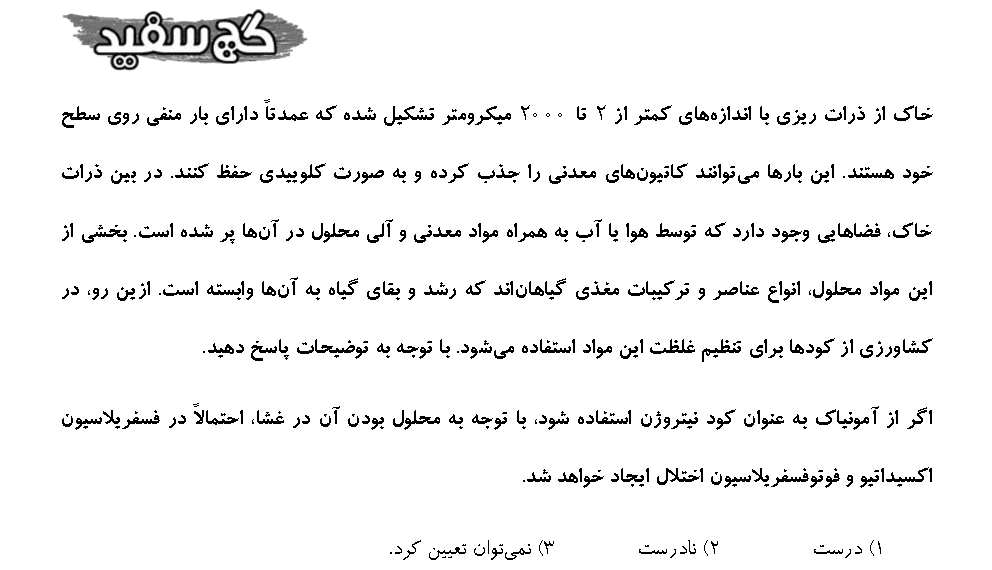 گچ سفید
خاک از ذرات ریزی با اندازه‌های کمتر از ۲ تا ۲۰۰۰ میکرومتر تشکیل شده که عمدتاً دارای بار منفی روی سطح
خود هستند. این بارها می‌توانند کاتیون‌های معدنی را جذب کرده و به صورت کلوییدی حفظ کنند. در بین ذرات
خاک، فضاهایی وجود دارد که توسط هوا یا آب به همراه مواد معدنی و آلی محلول در آن‌ها پر شده است. بخشی از
این مواد محلول، انواع عناصر و ترکیبات مغذی گیاهان‌اند که رشد و بقای گیاه به آن‌ها وابسته است. ازین رو، در
کشاورزی از کودها برای تنظیم غلظت این مواد استفاده می‌شود. با توجه به توضیحات پاسخ دهید.
اگر از آمونیاک به عنوان کود نیتروژن استفاده شود، با توجه به محلول بودن آن در غشا، احتمالاً در فسفریلاسیون
اکسیداتیو و فوتوفسفریلاسیون اختلال ایجاد خواهد شد.
۱) درست ۲) نادرست ۳) نمی‌توان تعیین کرد.